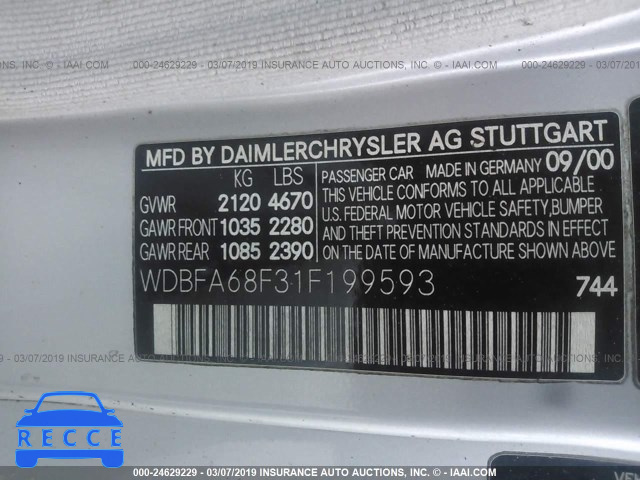 000-24629229 - 03/07/2019 INSURANCE AUTO AUCTIONS, INC. - © IAAI.COM
MFD BY DAIMLERCHRYSLER AG STUTTGART
KG LBS
GVWR 2120 4670
GAWR FRONT 1035 2280
GAWR REAR 1085 2390
PASSENGER CAR MADE IN GERMANY 09/00
THIS VEHICLE CONFORMS TO ALL APPLICABLE
U.S. FEDERAL MOTOR VEHICLE SAFETY, BUMPER
AND THEFT PREVENTION STANDARDS IN EFFECT
ON THE DATE OF MANUFACTURE SHOWN ABOVE.
WDBFA68F31F199593
744
RECCE
000-24629229 - 03/07/2019 INSURANCE AUTO AUCTIONS, INC. - © IAAI.COM